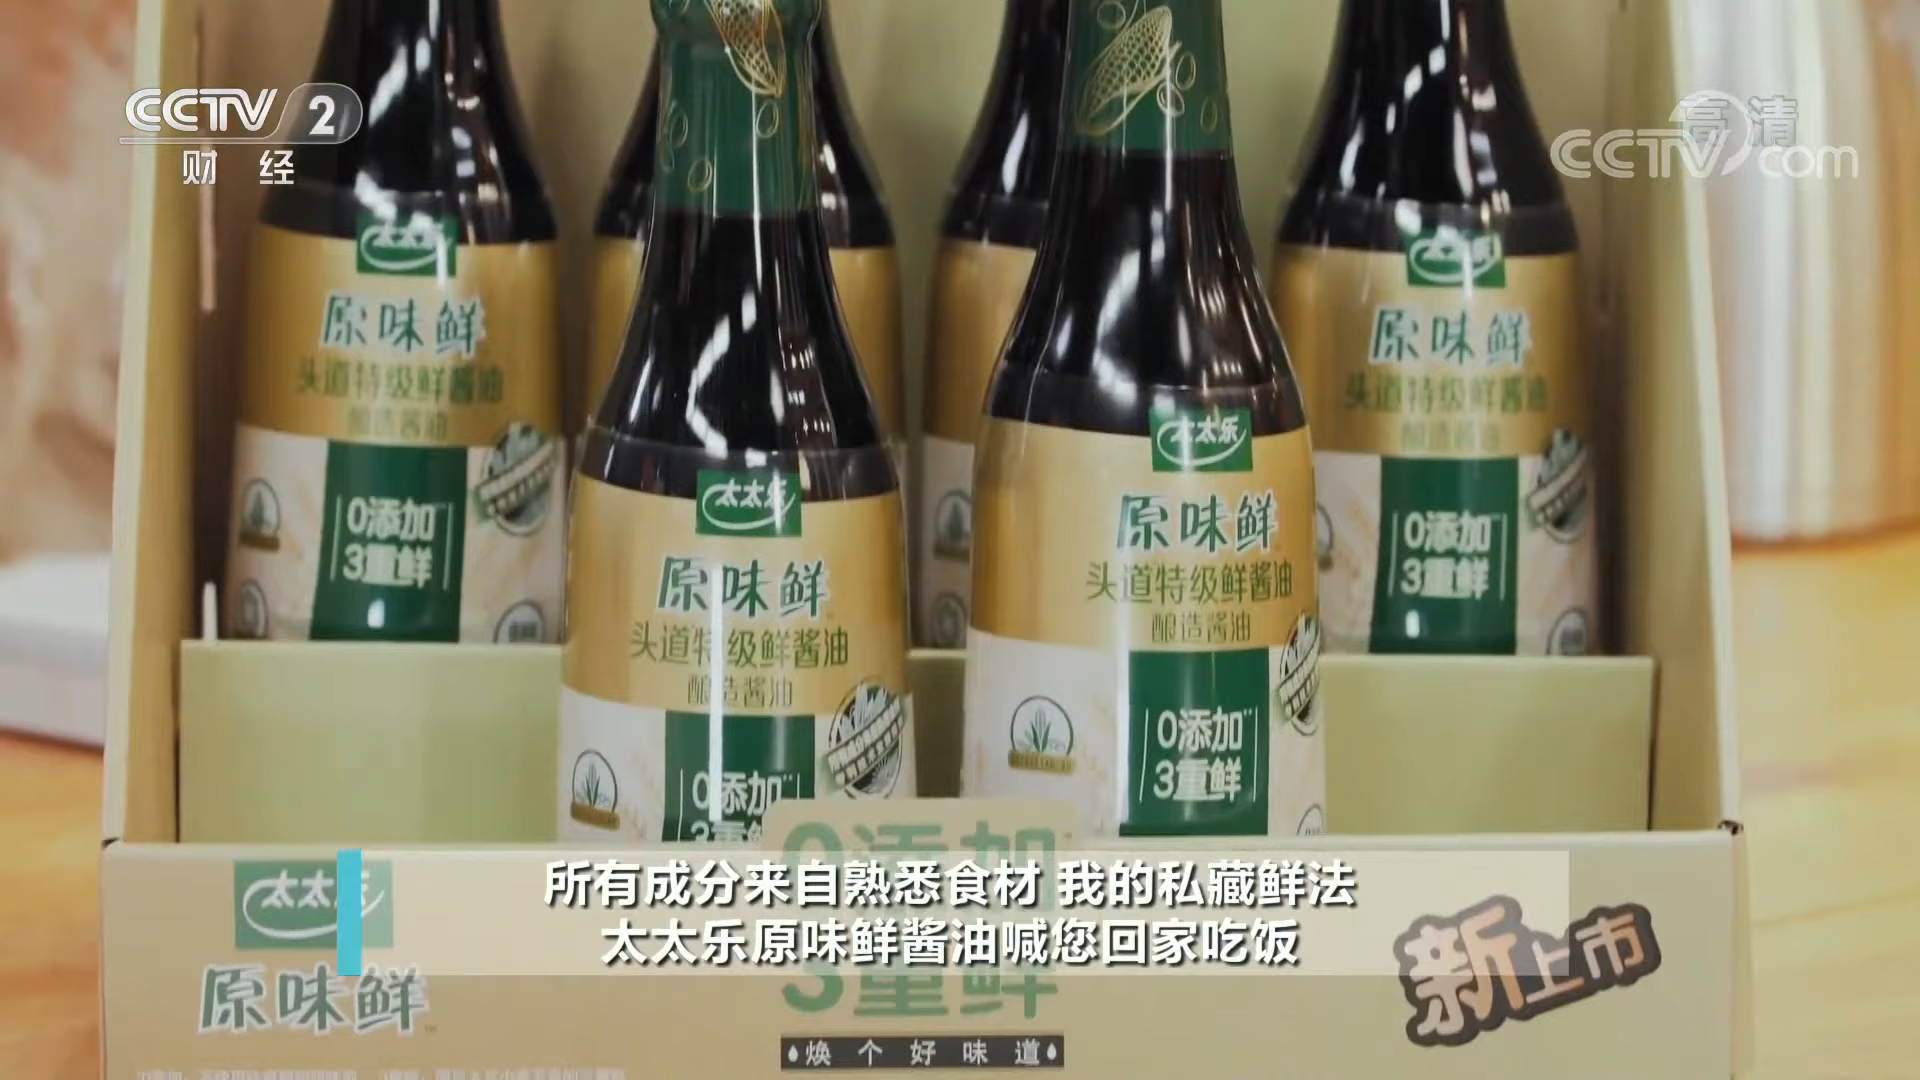 CCTV 2
财 经
高清
CCTV.com
太太乐
原味鲜
头道特级鲜酱油
酿造酱油
0添加
3重鲜
太太乐
原味鲜
头道特级鲜酱油
酿造酱油
0添加
3重鲜
太太乐
原味鲜
头道特级鲜酱油
酿造酱油
0添加
3重鲜
太太乐
原味鲜
头道特级鲜酱油
酿造酱油
0添加
3重鲜
0添加
3重鲜
所有成分来自熟悉食材 我的私藏鲜法
太太乐原味鲜酱油喊您回家吃饭
太太乐
原味鲜
新上市
焕个好味道